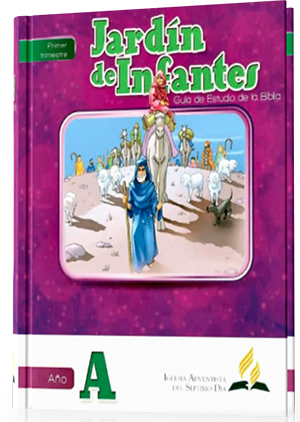 Primer
trimestre
Jardín
de Infantes
Guía de Estudio de la Biblia
Año
A
Iglesia Adventista
del Séptimo Día